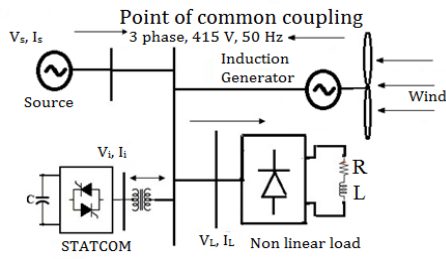 Point of common coupling
Vs, Is
3 phase, 415 V, 50 Hz
Induction
Generator
Source
Wind
Vi, Ii
R
L
C
STATCOM
VL, IL
Non linear load